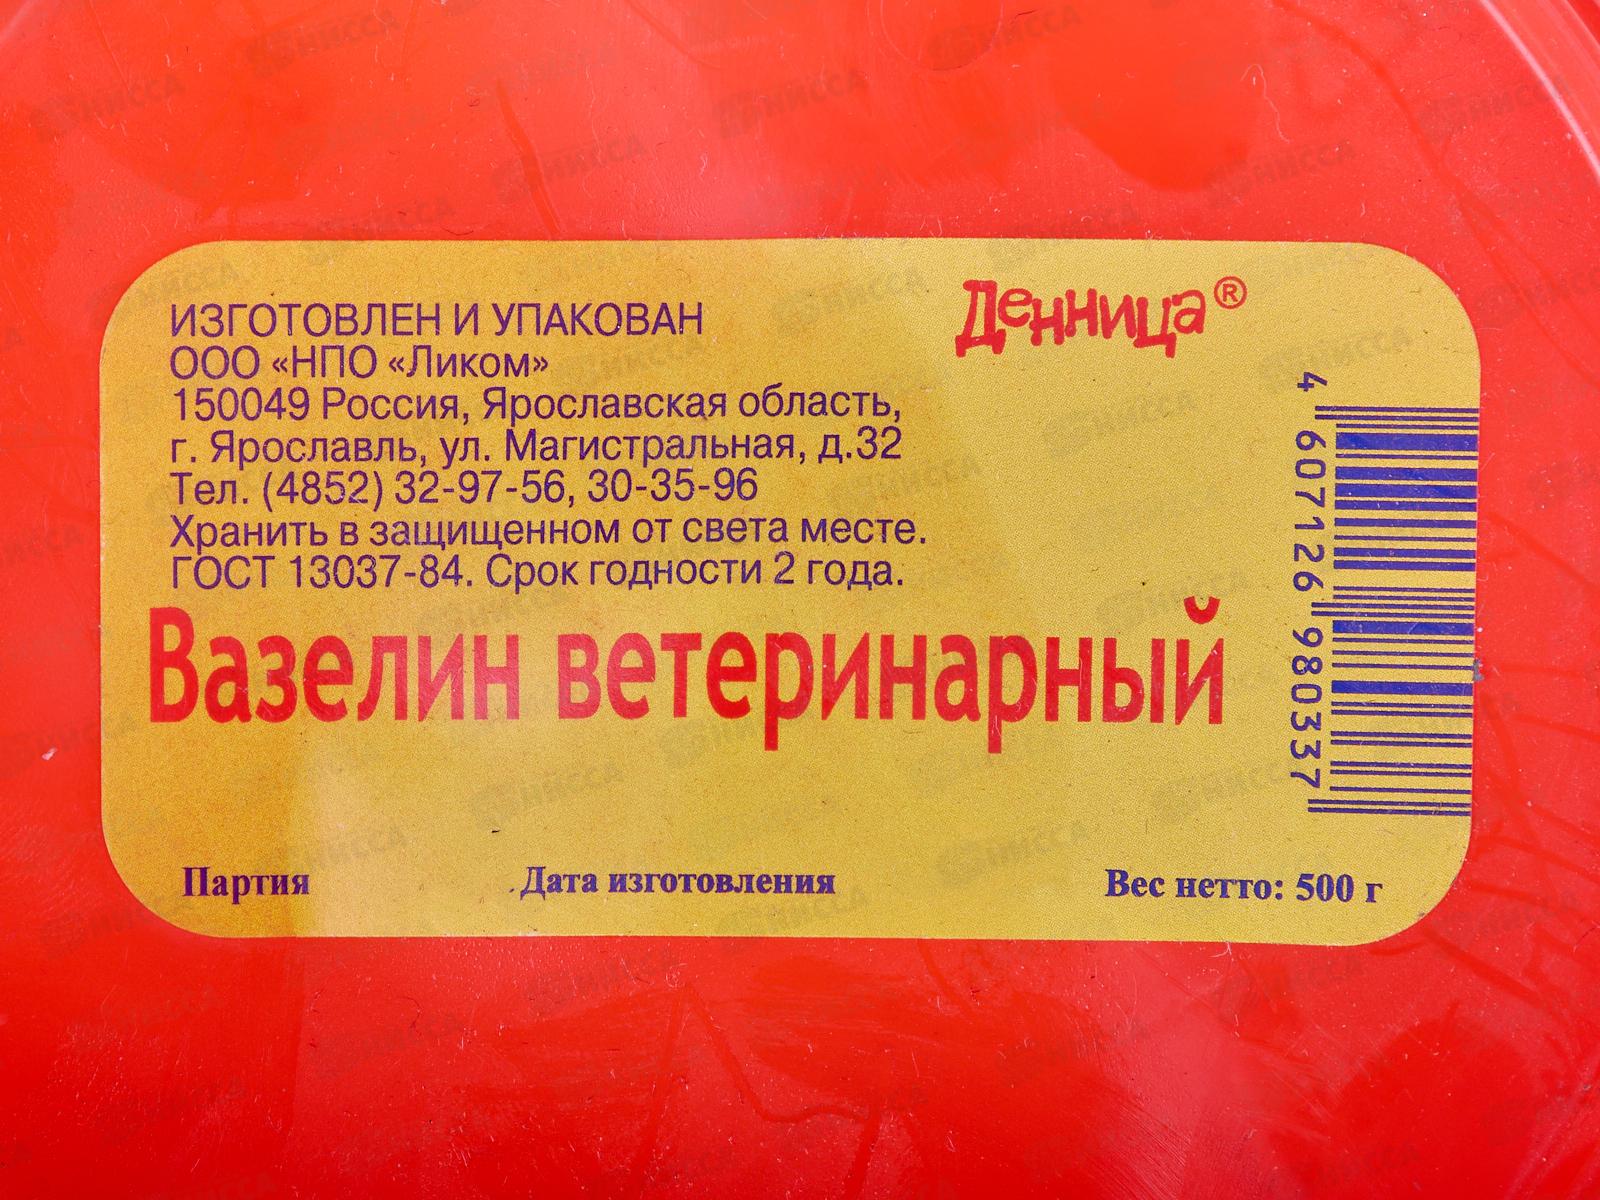 Денница®
ИЗГОТОВЛЕН И УПАКОВАН
ООО «НПО «Ликом»
150049 Россия, Ярославская область,
г. Ярославль, ул. Магистральная, д.32
Тел. (4852) 32-97-56, 30-35-96
Хранить в защищенном от света месте.
ГОСТ 13037-84. Срок годности 2 года.
Вазелин ветеринарный
4 607126 980337
Партия
Дата изготовления
Вес нетто: 500 г
НИССА